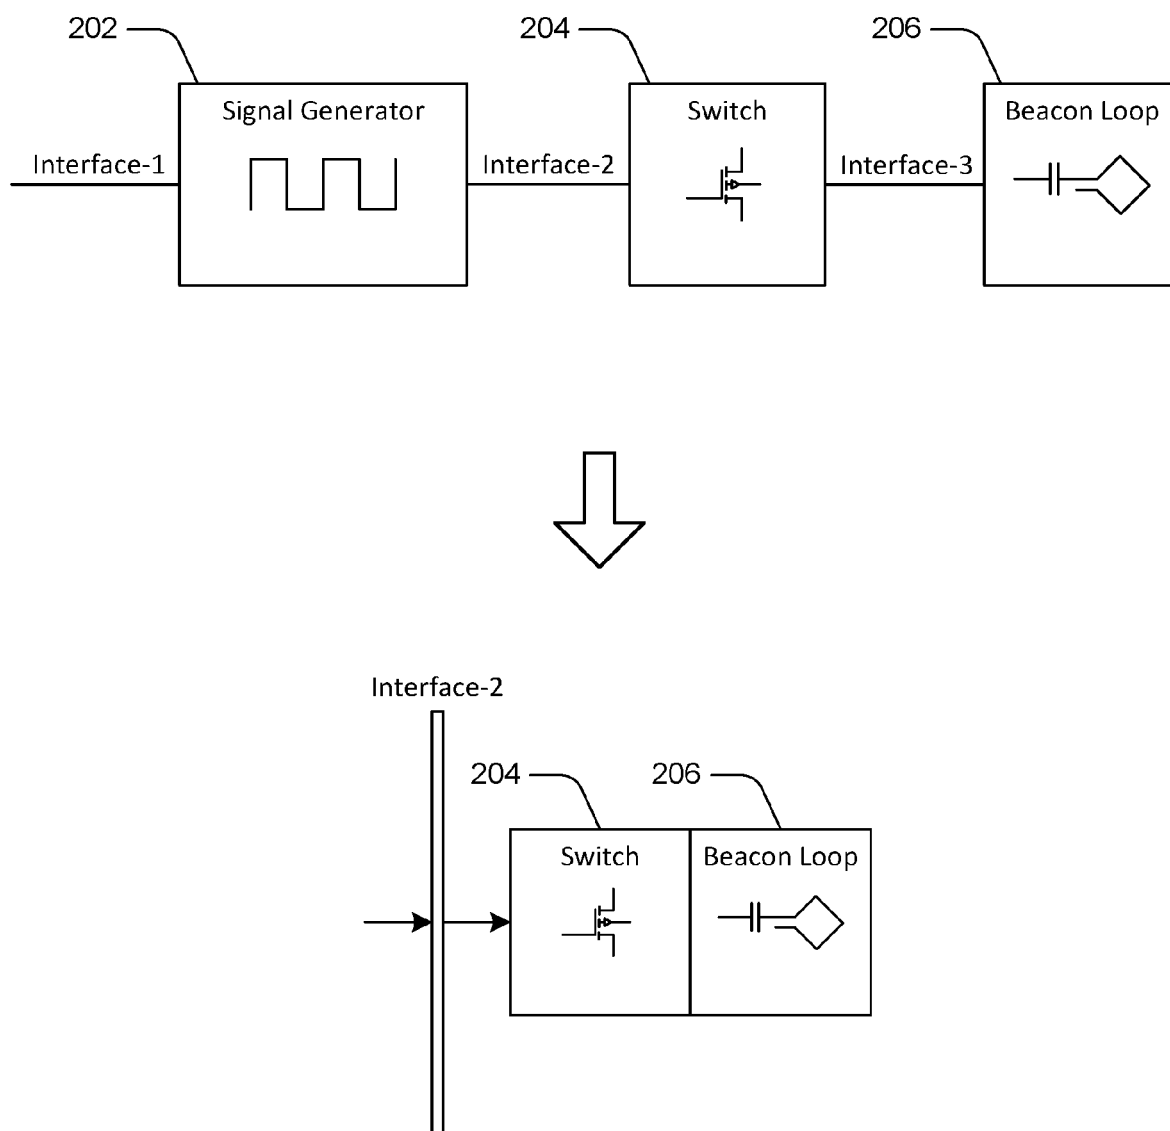 202 204 206
Signal Generator Switch Beacon Loop
Interface-1 Interface-2 Interface-3
Interface-2
204 206
Switch Beacon Loop